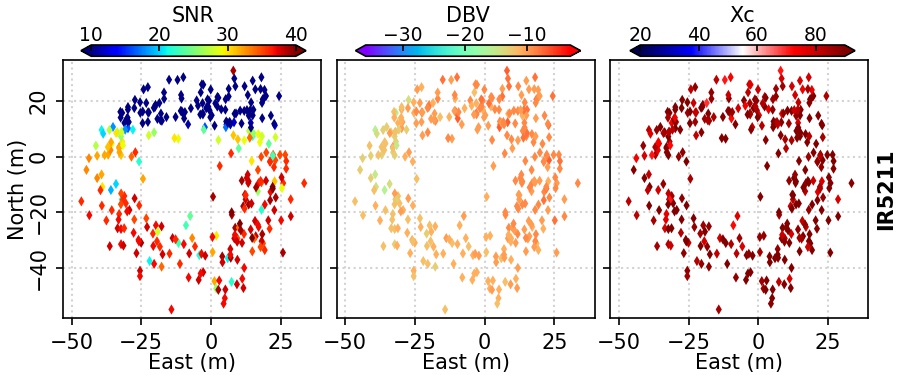 SNR
DBV
Xc
10 20 30 40
−30 −20 −10
20 40 60 80
North (m)
20
0
−20
−40
−50 −25 0 25
−50 −25 0 25
−50 −25 0 25
East (m)
East (m)
East (m)
IR5211